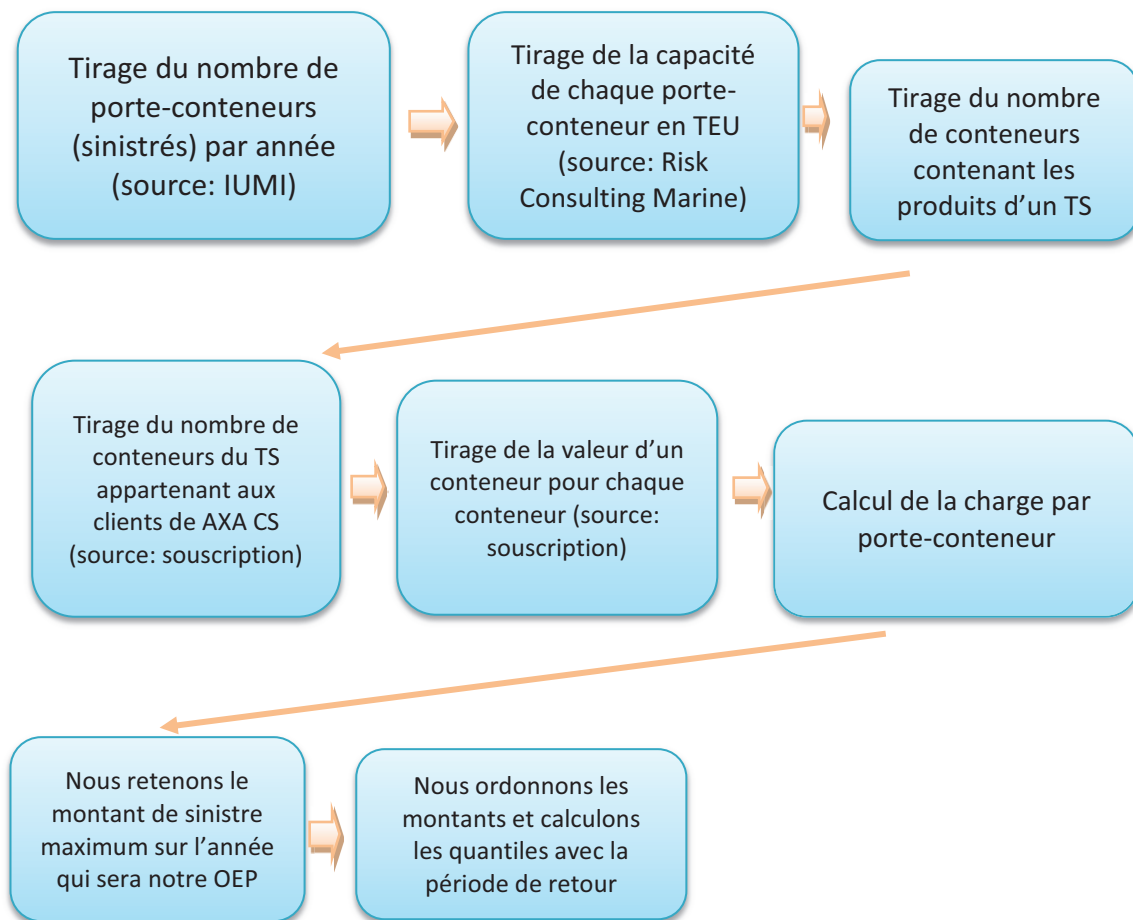 Tirage du nombre de
porte-conteneurs
(sinistrés) par année
(source: IUMI)
Tirage de la capacité
de chaque porte-
conteneur en TEU
(source: Risk
Consulting Marine)
Tirage du nombre
de conteneurs
contenant les
produits d’un TS
Tirage du nombre de
conteneurs du TS
appartenant aux
clients de AXA CS
(source: souscription)
Tirage de la valeur d’un
conteneur pour chaque
conteneur (source:
souscription)
Calcul de la charge par
porte-conteneur
Nous retenons le
montant de sinistre
maximum sur l’année
qui sera notre OEP
Nous ordonnons les
montants et calculons
les quantiles avec la
période de retour